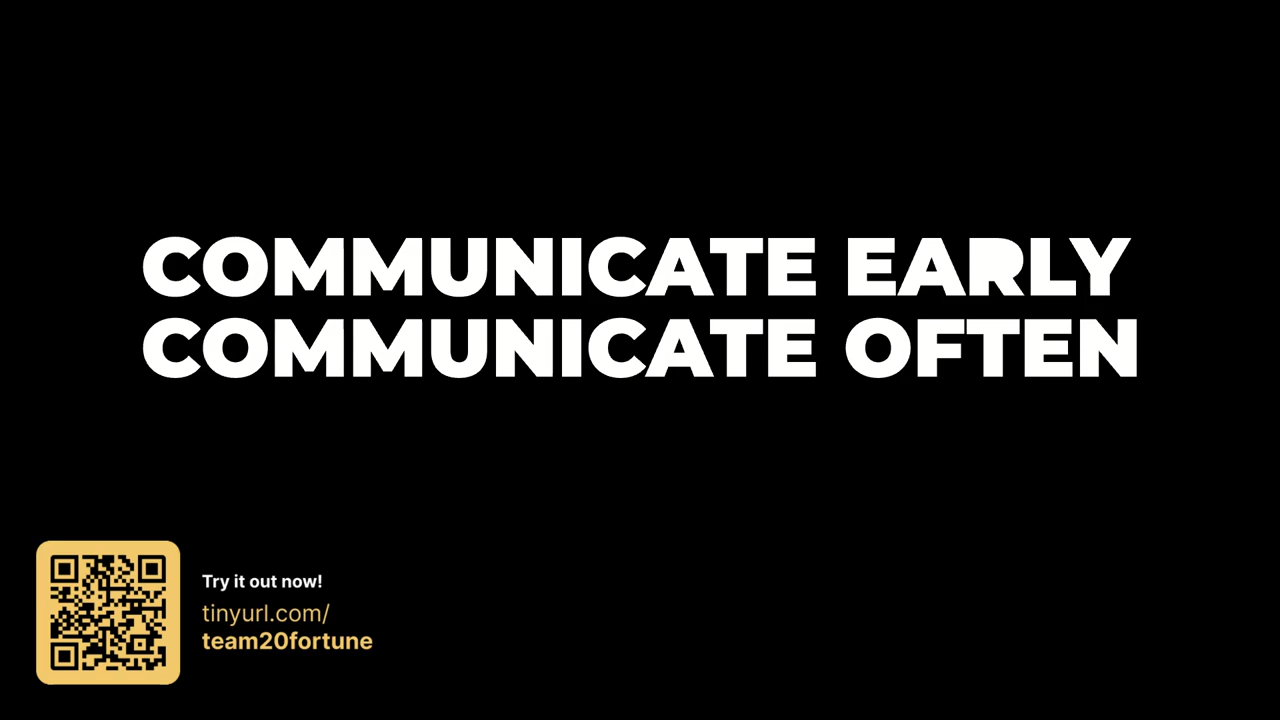 COMMUNICATE EARLY
COMMUNICATE OFTEN
Try it out now!
tinyurl.com/
team20fortune